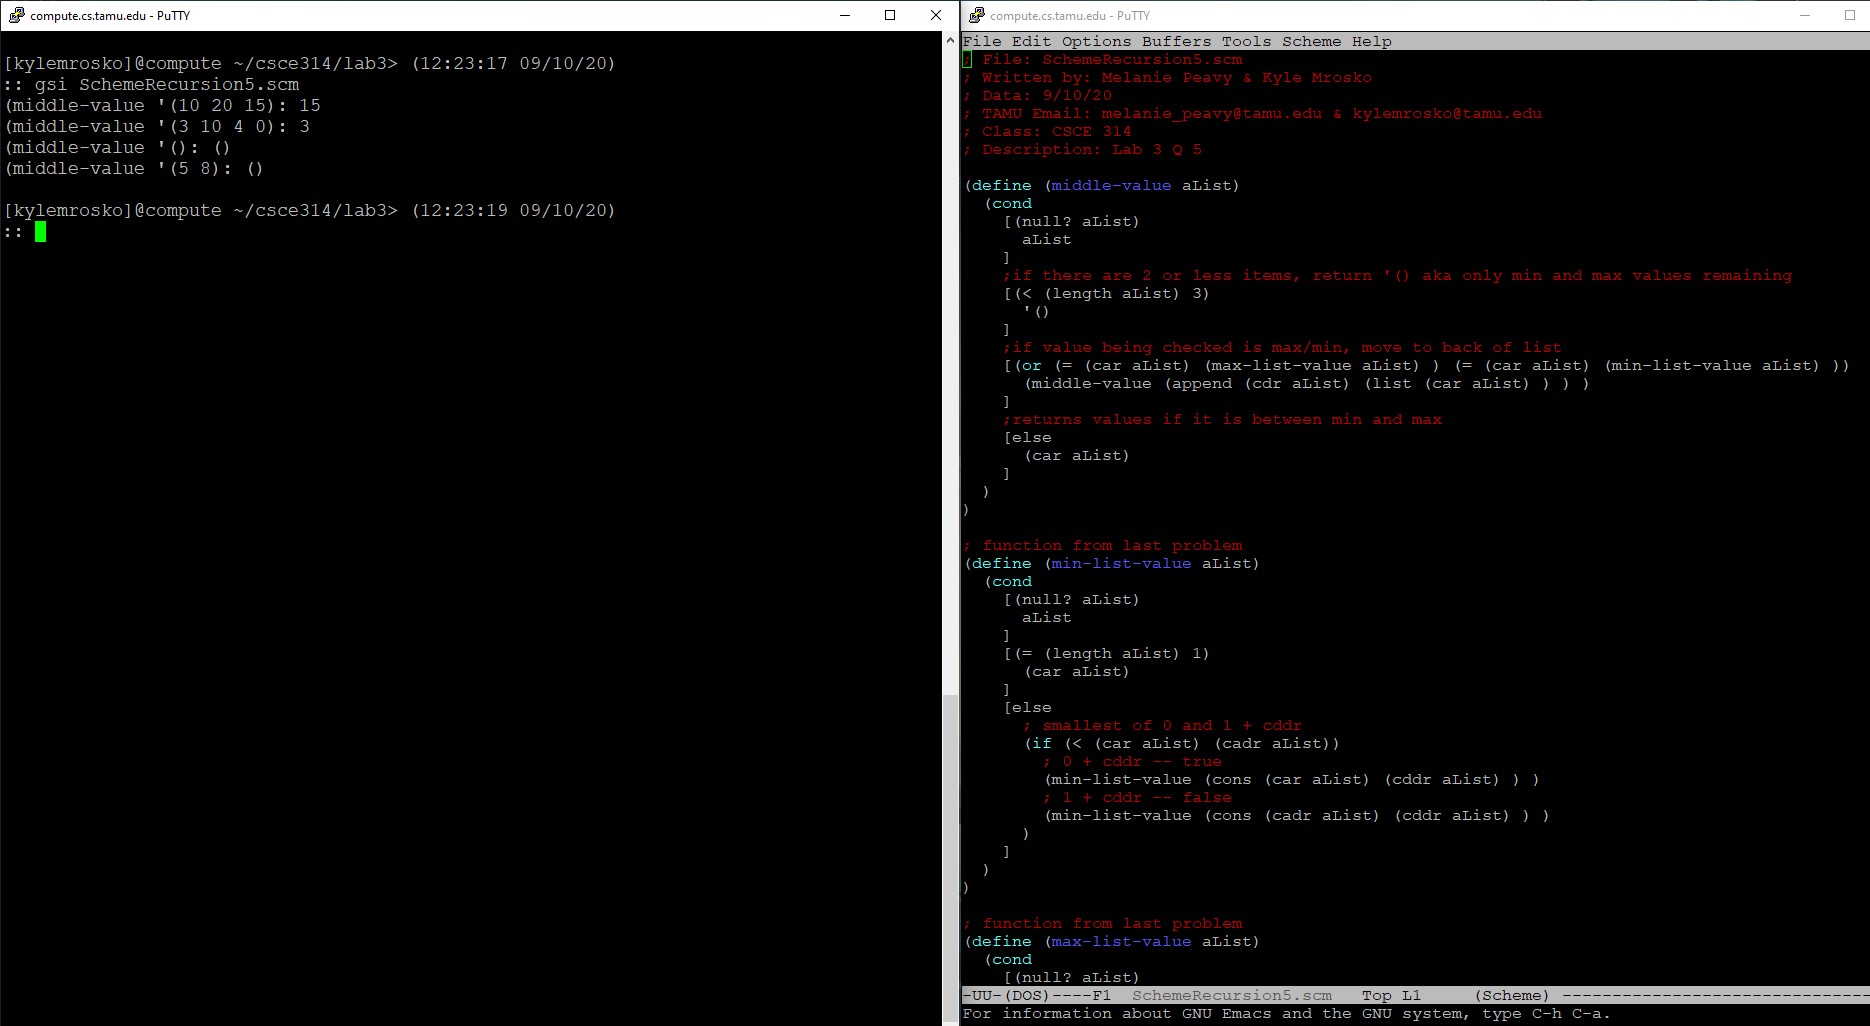 compute.cs.tamu.edu - PuTTY
[kylemrosko]@compute ~/csce314/lab3> (12:23:17 09/10/20)
:: gsi SchemeRecursion5.scm
(middle-value '(10 20 15): 15
(middle-value '(3 10 4 0): 3
(middle-value '(): ()
(middle-value '(5 8): ()
[kylemrosko]@compute ~/csce314/lab3> (12:23:19 09/10/20)
::
compute.cs.tamu.edu - PuTTY
File Edit Options Buffers Tools Scheme Help
; File: SchemeRecursion5.scm
; Written by: Melanie Peavy & Kyle Mrosko
; Data: 9/10/20
; TAMU Email: melanie_peavy@tamu.edu & kylemrosko@tamu.edu
; Class: CSCE 314
; Description: Lab 3 Q 5
(define (middle-value aList)
(cond
[(null? aList)
aList
]
;if there are 2 or less items, return '() aka only min and max values remaining
[(< (length aList) 3)
'()
]
;if value being checked is max/min, move to back of list
[(or (= (car aList) (max-list-value aList) ) (= (car aList) (min-list-value aList) ))
(middle-value (append (cdr aList) (list (car aList) ) ) )
]
;returns values if it is between min and max
[else
(car aList)
]
)
)
; function from last problem
(define (min-list-value aList)
(cond
[(null? aList)
aList
]
[(= (length aList) 1)
(car aList)
]
[else
; smallest of 0 and 1 + cddr
(if (< (car aList) (cadr aList))
; 0 + cddr -- true
(min-list-value (cons (car aList) (cddr aList) ) )
; 1 + cddr -- false
(min-list-value (cons (cadr aList) (cddr aList) ) )
)
]
)
)
; function from last problem
(define (max-list-value aList)
(cond
[(null? aList)
-UU-(DOS)----F1  SchemeRecursion5.scm   Top L1     (Scheme) -------------------------------
For information about GNU Emacs and the GNU system, type C-h C-a.